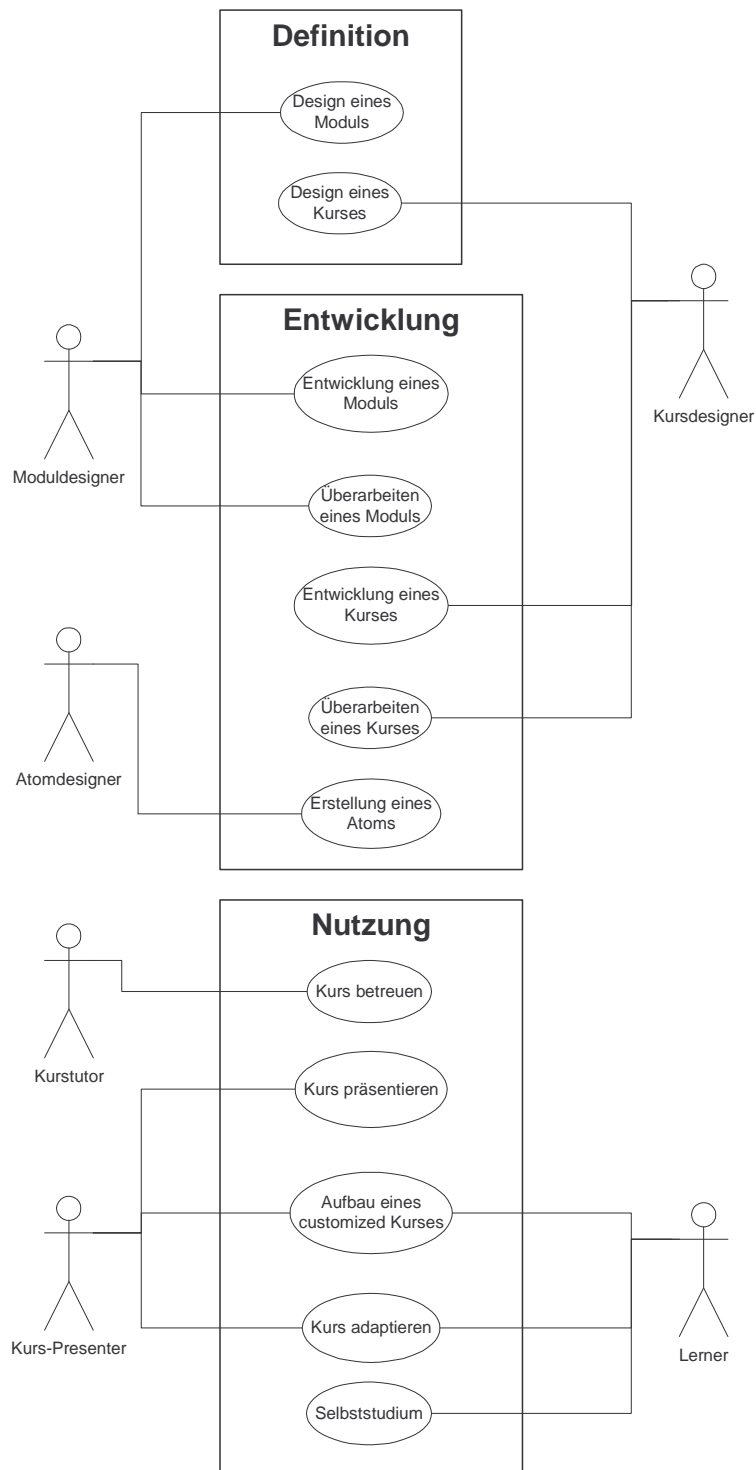 Definition
Design eines
Moduls
Design eines
Kurses
Entwicklung
Entwicklung eines
Moduls
Moduldesigner
Kursdesigner
Überarbeiten
eines Moduls
Entwicklung eines
Kurses
Überarbeiten
eines Kurses
Atomdesigner
Erstellung eines
Atoms
Nutzung
Kurs betreuen
Kurstutor
Kurs präsentieren
Aufbau eines
customized Kurses
Kurs adaptieren
Kurs-Presenter
Lerner
Selbststudium